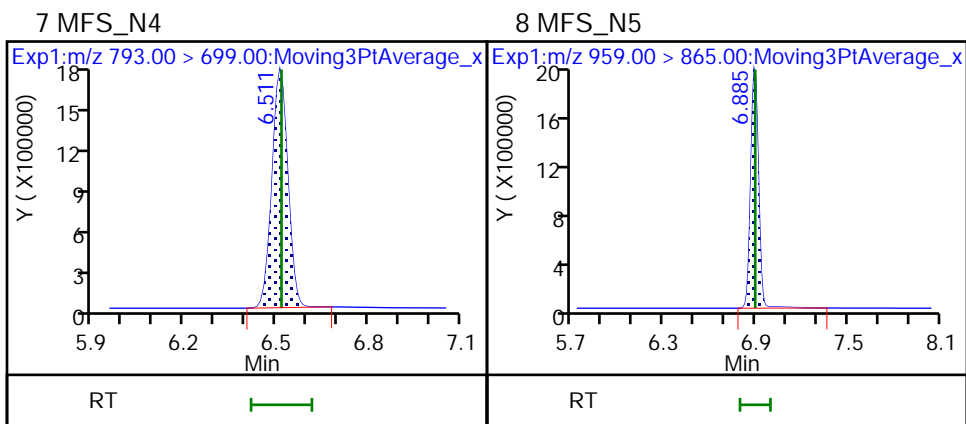 7 MFS_N4
8 MFS_N5
Exp1:m/z 793.00 > 699.00:Moving3PtAverage_x
Exp1:m/z 959.00 > 865.00:Moving3PtAverage_x
Y ( X100000)
18
15
12
9
6
3
0
6.511
5.9 6.2 6.5 6.8 7.1
Min
Y ( X100000)
20
16
12
8
4
0
6.885
5.7 6.3 6.9 7.5 8.1
Min
RT
RT